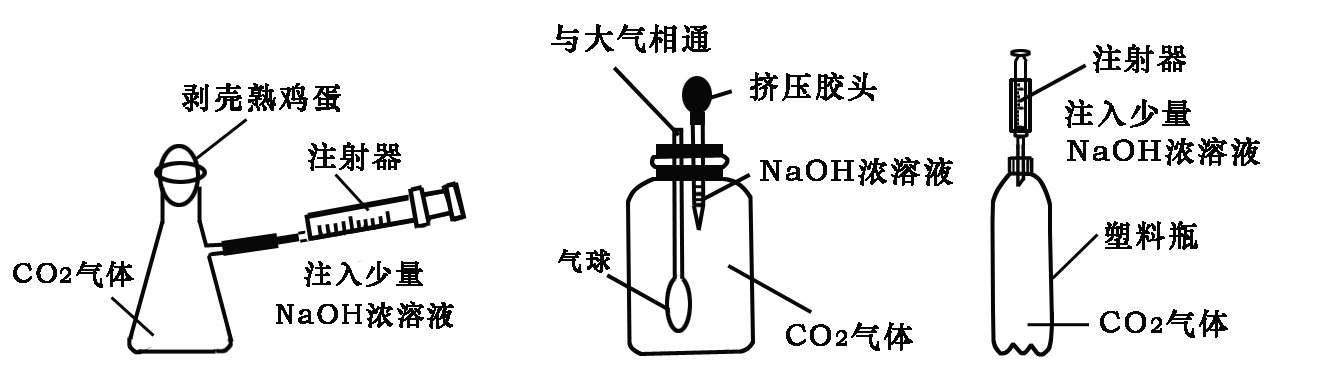 剥壳熟鸡蛋
注射器
CO2气体
注入少量
NaOH浓溶液
与大气相通
挤压胶头
NaOH浓溶液
气球
CO2气体
注射器
注入少量
NaOH浓溶液
塑料瓶
CO2气体